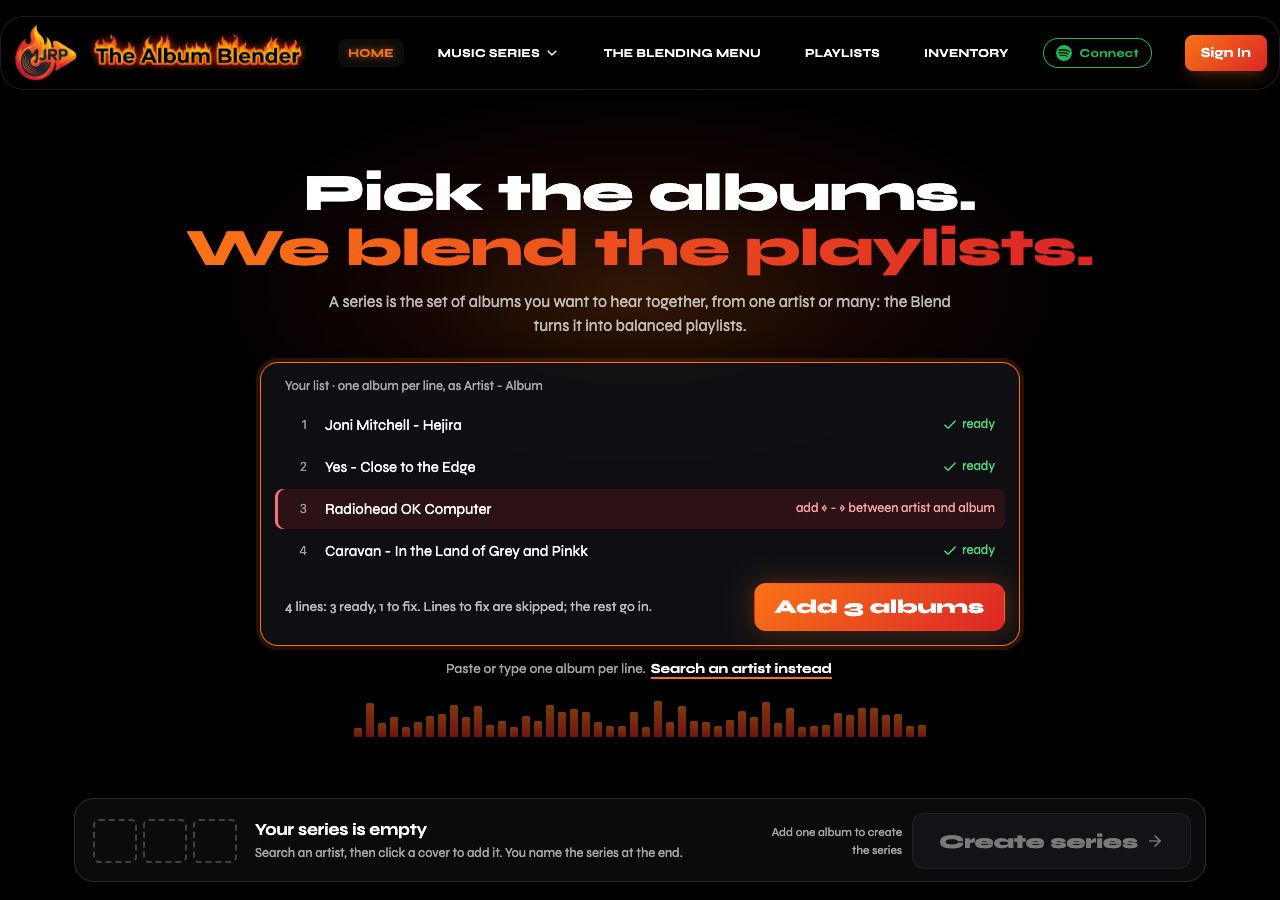 JRP The Album Blender HOME MUSIC SERIES THE BLENDING MENU PLAYLISTS INVENTORY Connect Sign In
Pick the albums.
We blend the playlists.
A series is the set of albums you want to hear together, from one artist or many: the Blend
turns it into balanced playlists.
Your list · one album per line, as Artist - Album
1 Joni Mitchell - Hejira ✓ ready
2 Yes - Close to the Edge ✓ ready
3 Radiohead OK Computer add « - » between artist and album
4 Caravan - In the Land of Grey and Pinkk ✓ ready
4 lines: 3 ready, 1 to fix. Lines to fix are skipped; the rest go in. Add 3 albums
Paste or type one album per line. Search an artist instead
Your series is empty
Search an artist, then click a cover to add it. You name the series at the end.
Add one album to create
the series
Create series →